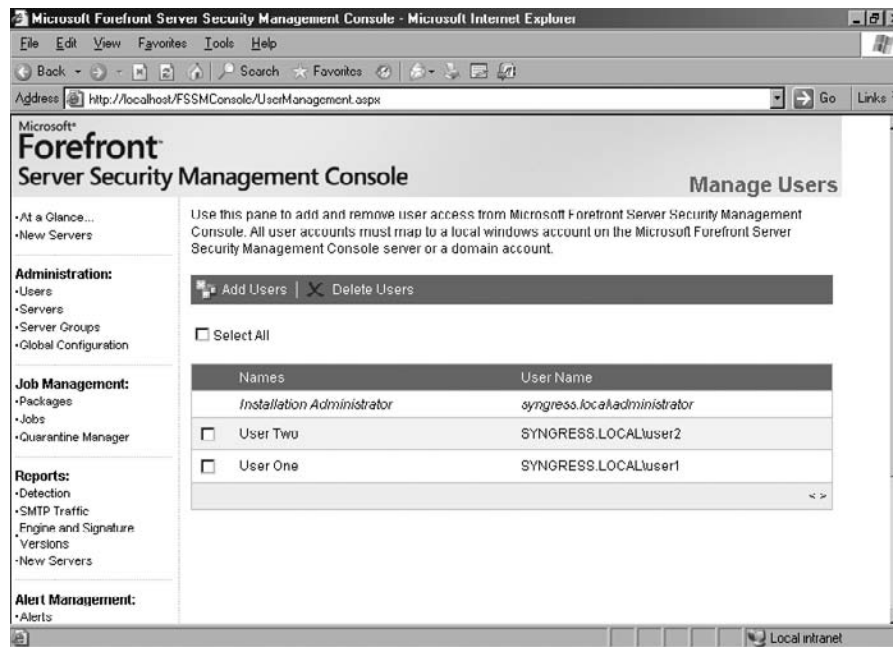 Microsoft Forefront Server Security Management Console - Microsoft Internet Explorer
File Edit View Favorites Tools Help
Back Search Favorites
Address http://localhost/FSSMConsole/UserManagement.aspx Go Links
Microsoft®
Forefront™
Server Security Management Console
Manage Users
•At a Glance...
•New Servers
Administration:
•Users
•Servers
•Server Groups
•Global Configuration
Job Management:
•Packages
•Jobs
•Quarantine Manager
Reports:
•Detection
•SMTP Traffic
•Engine and Signature
Versions
•New Servers
Alert Management:
•Alerts
Use this pane to add and remove user access from Microsoft Forefront Server Security Management
Console. All user accounts must map to a local windows account on the Microsoft Forefront Server
Security Management Console server or a domain account.
Add Users | Delete Users
Select All
Names User Name
Installation Administrator syngress.local\administrator
User Two SYNGRESS.LOCAL\user2
User One SYNGRESS.LOCAL\user1
< >
Local intranet